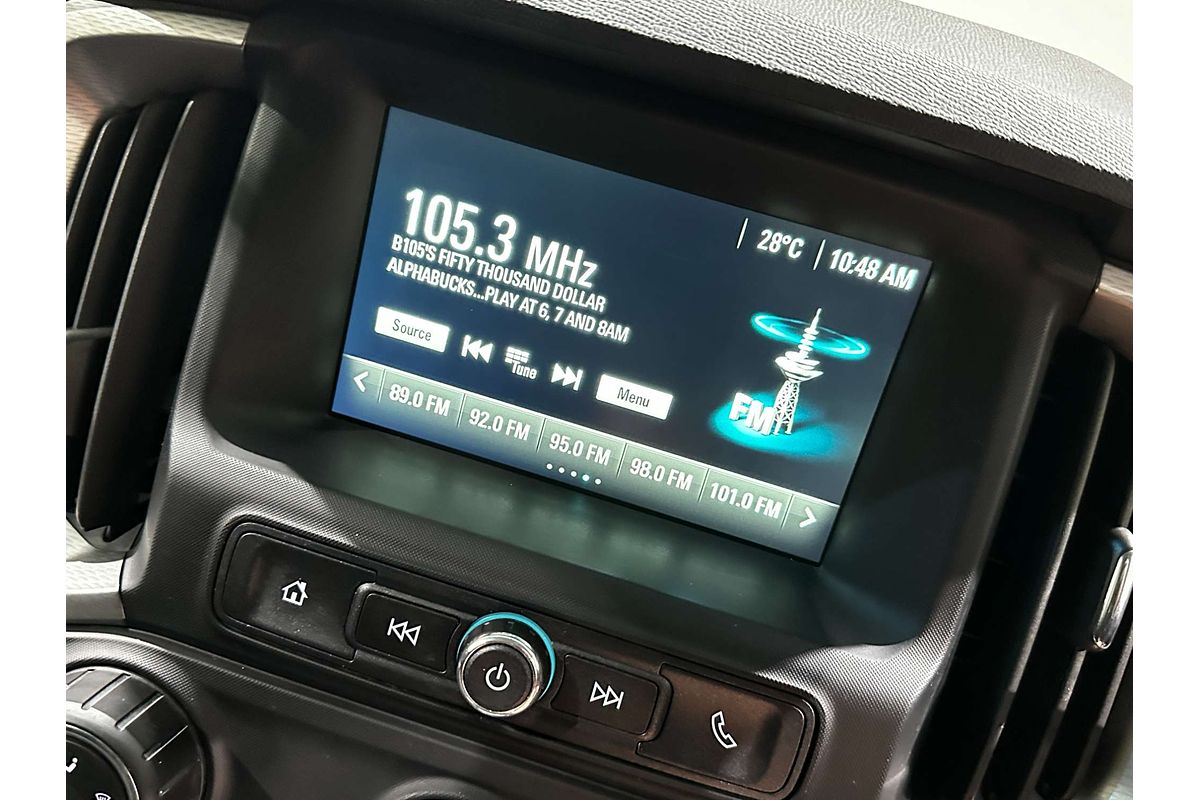 28°C
10:48 AM
105.3 MHz
B105'S FIFTY THOUSAND DOLLAR
ALPHABUCKS...PLAY AT 6, 7 AND 8AM
Source
Tune
Menu
FM
89.0 FM
92.0 FM
95.0 FM
98.0 FM
101.0 FM